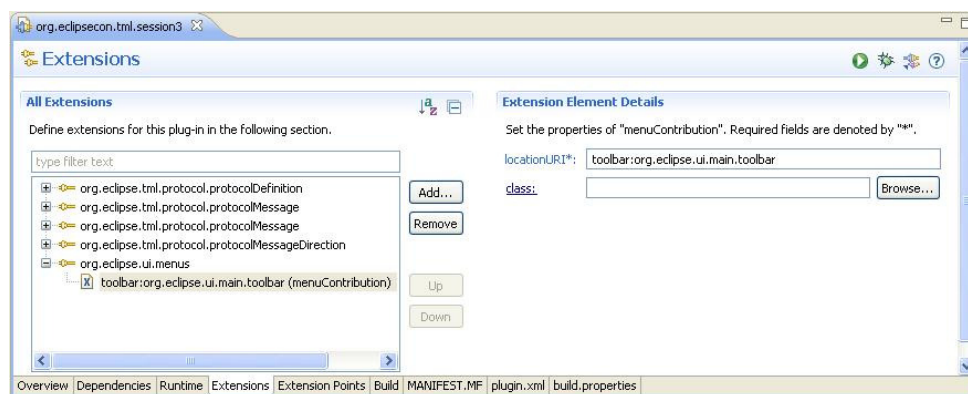 org.eclipsecon.tml.session3
Extensions
All Extensions
Define extensions for this plug-in in the following section.
type filter text
org.eclipse.tml.protocol.protocolDefinition
org.eclipse.tml.protocol.protocolMessage
org.eclipse.tml.protocol.protocolMessage
org.eclipse.tml.protocol.protocolMessageDirection
org.eclipse.ui.menus
toolbar:org.eclipse.ui.main.toolbar (menuContribution)
Add...
Remove
Up
Down
Extension Element Details
Set the properties of "menuContribution". Required fields are denoted by "*".
locationURI*: toolbar:org.eclipse.ui.main.toolbar
class: Browse...
Overview Dependencies Runtime Extensions Extension Points Build MANIFEST.MF plugin.xml build.properties